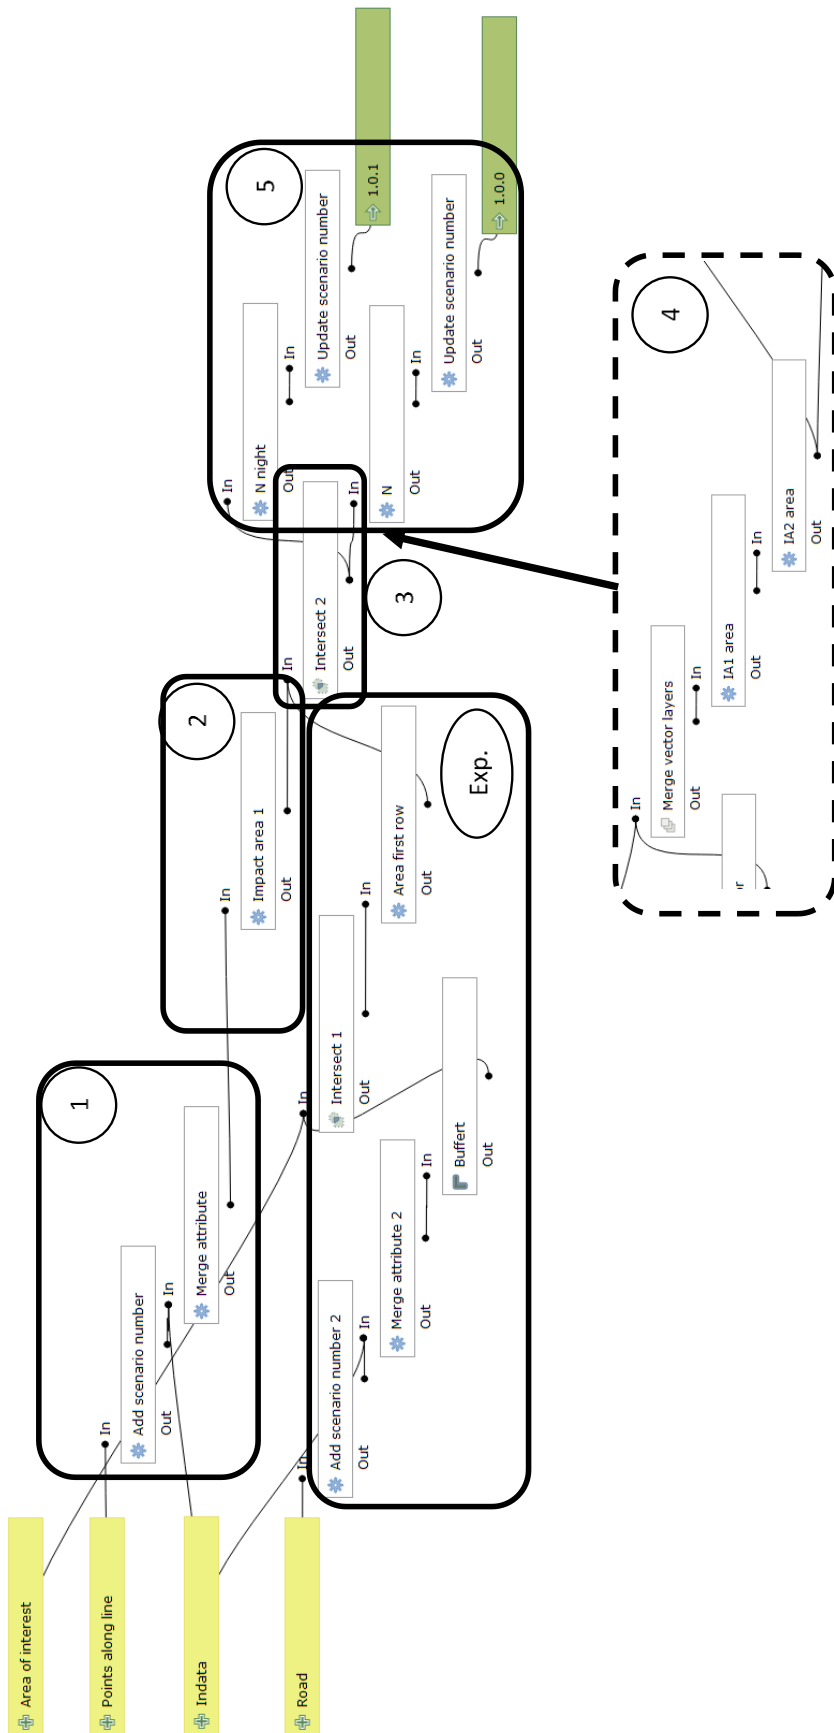 Area of interest
Points along line
Indata
Road
1
In
Add scenario number
Out
In
Merge attribute
Out
2
In
Impact area 1
Out
In
Add scenario number 2
Out
In
Merge attribute 2
Out
In
Buffert
Out
In
Intersect 1
Out
In
Area first row
Out
Exp.
In
Intersect 2
Out
3
5
In
N night
Out
In
Update scenario number
Out
1.0.1
In
N
Out
In
Update scenario number
Out
1.0.0
4
In
Merge vector layers
Out
In
IA1 area
Out
In
IA2 area
Out
or